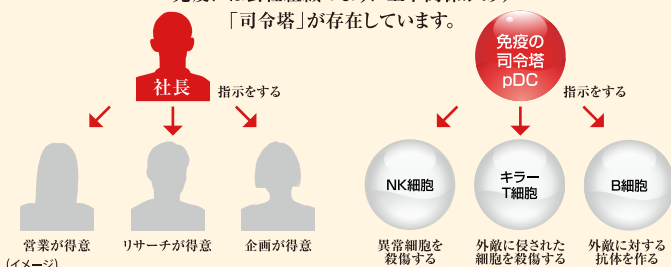 「司令塔」が存在しています。
社長
指示をする
営業が得意
リサーチが得意
企画が得意
(イメージ)
免疫の
司令塔
pDC
指示をする
NK細胞
キラー
T細胞
B細胞
異常細胞を
殺傷する
外敵に侵された
細胞を殺傷する
外敵に対する
抗体を作る